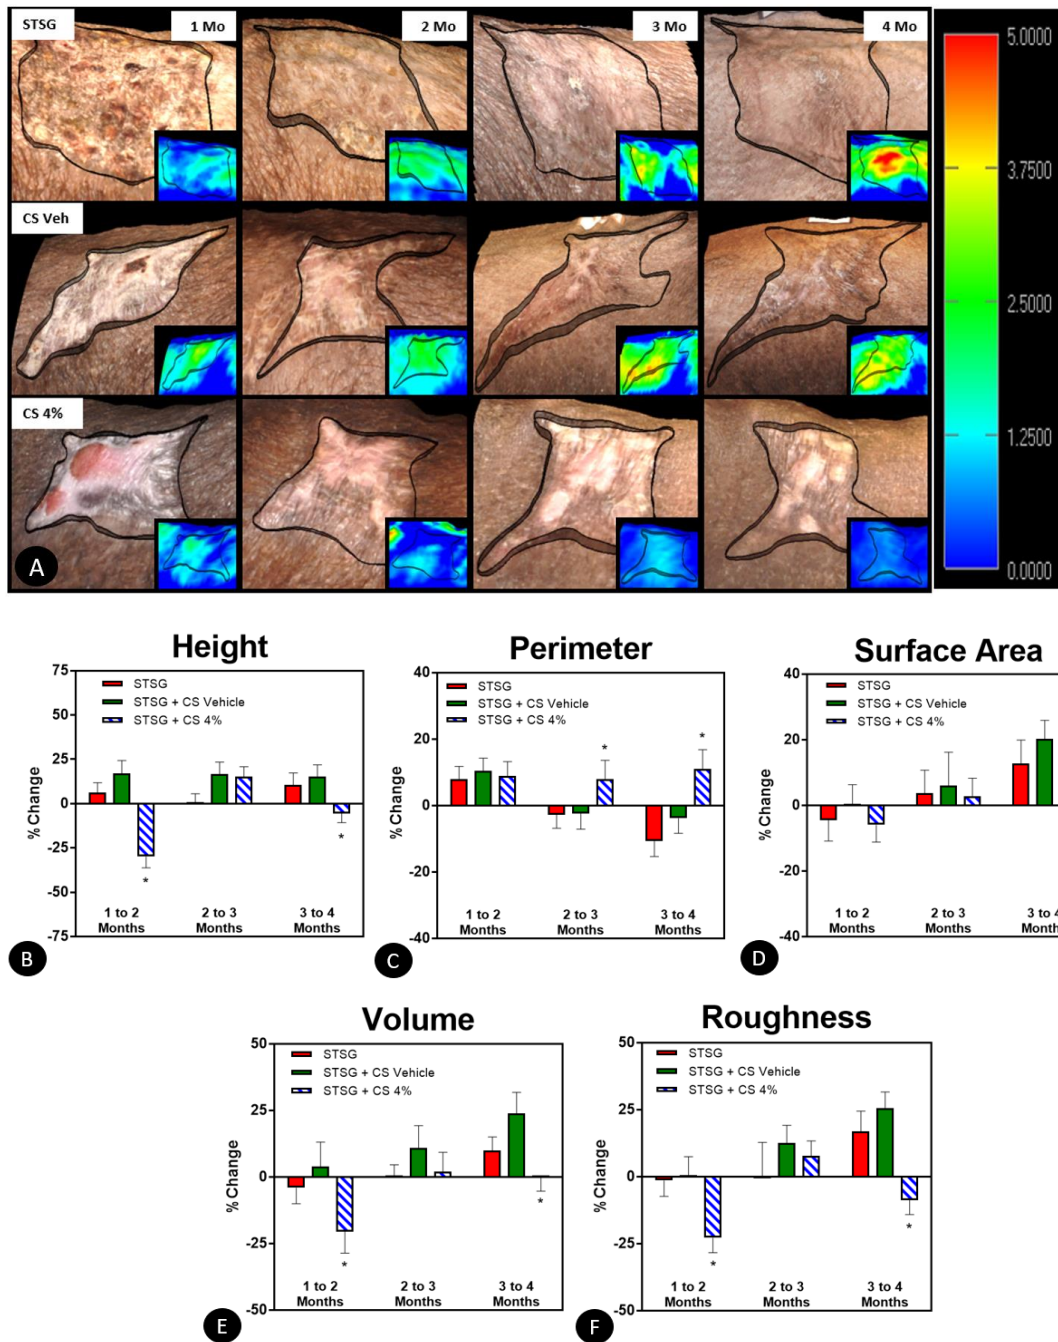 STSG
1 Mo
2 Mo
3 Mo
4 Mo
CS Veh
CS 4%
A
5.0000
3.7500
2.5000
1.2500
0.0000
Height
75
50
25
0
-25
-50
-75
% Change
STSG
STSG + CS Vehicle
STSG + CS 4%
*
*
1 to 2
Months
2 to 3
Months
3 to 4
Months
B
Perimeter
40
20
0
-20
-40
% Change
STSG
STSG + CS Vehicle
STSG + CS 4%
*
*
1 to 2
Months
2 to 3
Months
3 to 4
Months
C
Surface Area
40
20
0
-20
-40
% Change
STSG
STSG + CS Vehicle
STSG + CS 4%
1 to 2
Months
2 to 3
Months
3 to 4
Months
D
Volume
50
25
0
-25
-50
% Change
STSG
STSG + CS Vehicle
STSG + CS 4%
*
*
1 to 2
Months
2 to 3
Months
3 to 4
Months
E
Roughness
50
25
0
-25
-50
% Change
STSG
STSG + CS Vehicle
STSG + CS 4%
*
*
1 to 2
Months
2 to 3
Months
3 to 4
Months
F